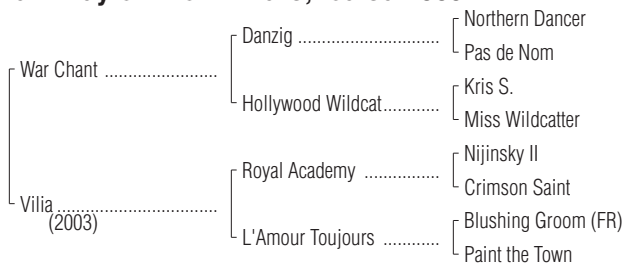 Northern Dancer
Danzig ................................
Pas de Nom
War Chant ..........................
Kris S.
Hollywood Wildcat.............
Miss Wildcatter
Nijinsky II
Royal Academy .................
Crimson Saint
Vilia.....................................
(2003)
Blushing Groom (FR)
L'Amour Toujours .............
Paint the Town